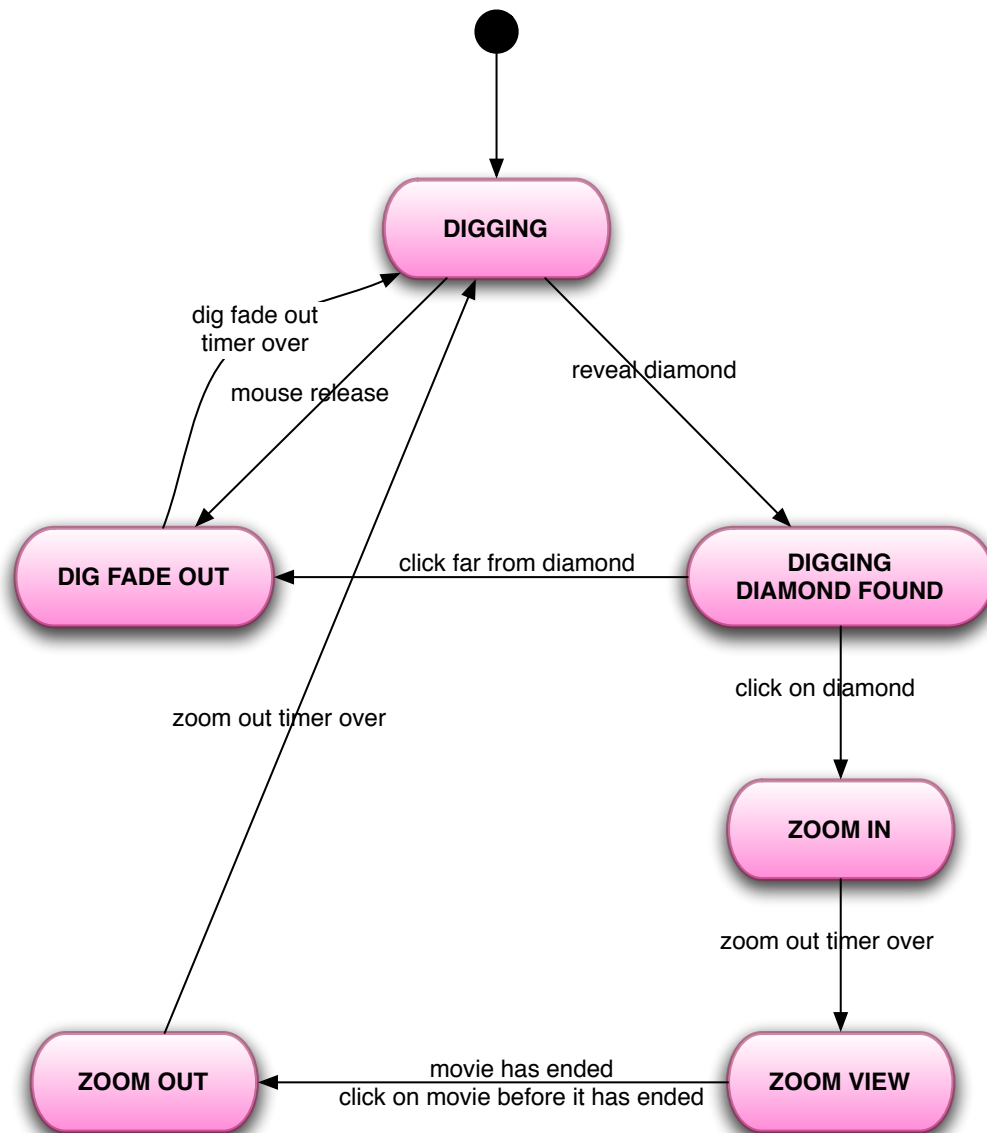 DIGGING
dig fade out
timer over
reveal diamond
mouse release
click far from diamond
DIG FADE OUT
DIGGING
DIAMOND FOUND
click on diamond
zoom out timer over
ZOOM IN
zoom out timer over
movie has ended
click on movie before it has ended
ZOOM OUT
ZOOM VIEW